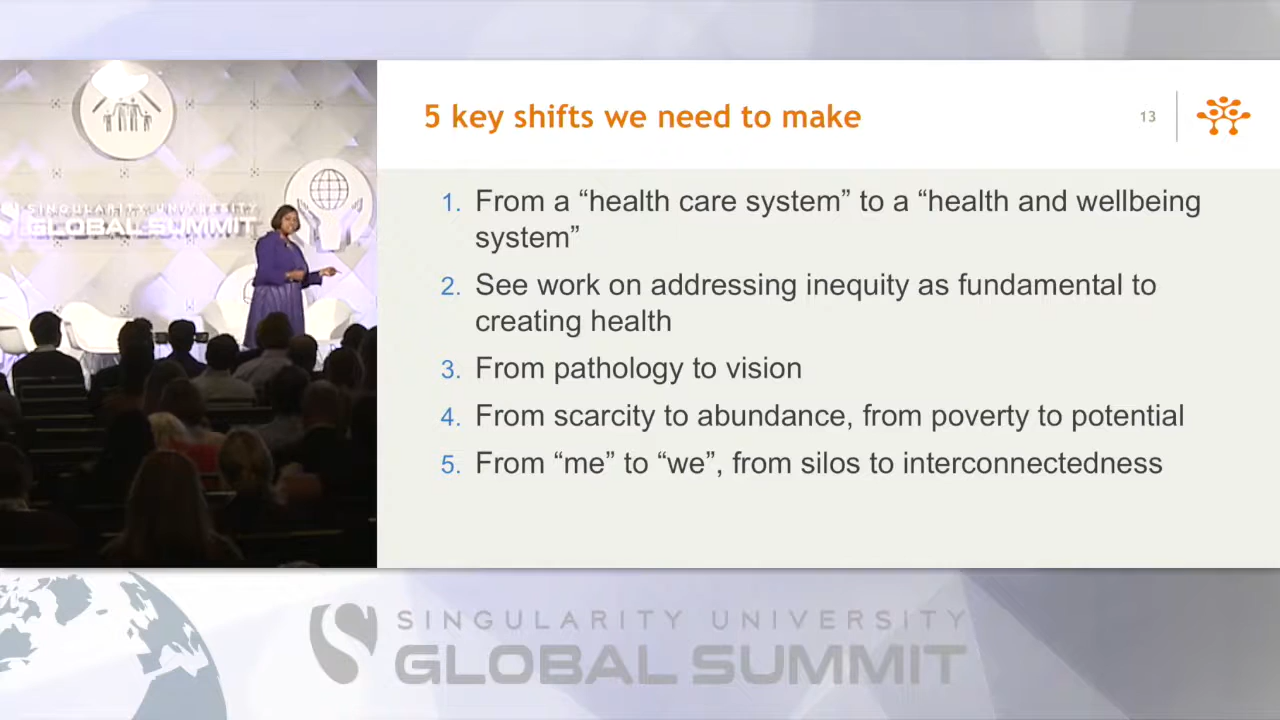 SINGULARITY UNIVERSITY
GLOBAL SUMMIT
5 key shifts we need to make
13
1. From a “health care system” to a “health and wellbeing
system”
2. See work on addressing inequity as fundamental to
creating health
3. From pathology to vision
4. From scarcity to abundance, from poverty to potential
5. From “me” to “we”, from silos to interconnectedness
SINGULARITY UNIVERSITY
GLOBAL SUMMIT